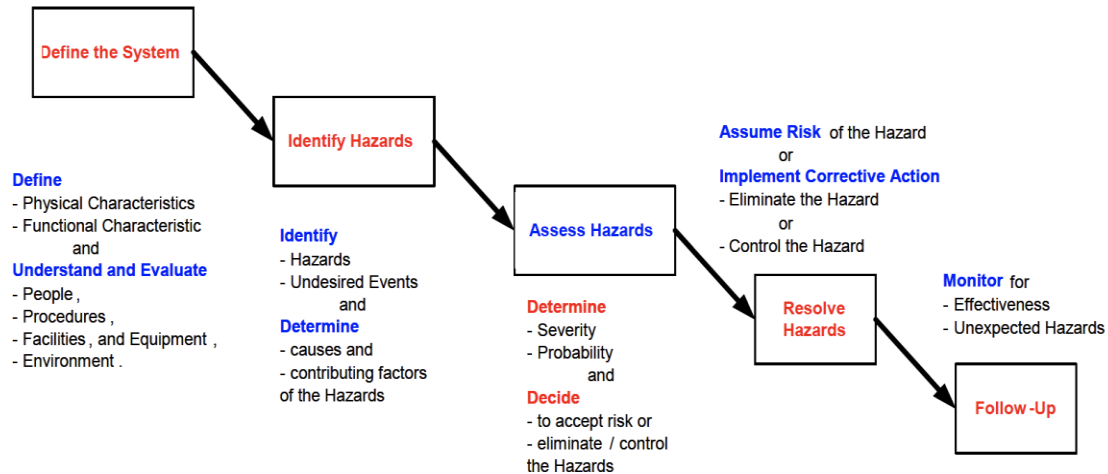 Define the System
Define
- Physical Characteristics
- Functional Characteristic
and
Understand and Evaluate
- People ,
- Procedures ,
- Facilities , and Equipment ,
- Environment .
Identify Hazards
Identify
- Hazards
- Undesired Events
and
Determine
- causes and
- contributing factors
of the Hazards
Assess Hazards
Determine
- Severity
- Probability
and
Decide
- to accept risk or
- eliminate / control
the Hazards
Assume Risk of the Hazard
or
Implement Corrective Action
- Eliminate the Hazard
or
- Control the Hazard
Resolve
Hazards
Monitor for
- Effectiveness
- Unexpected Hazards
Follow -Up